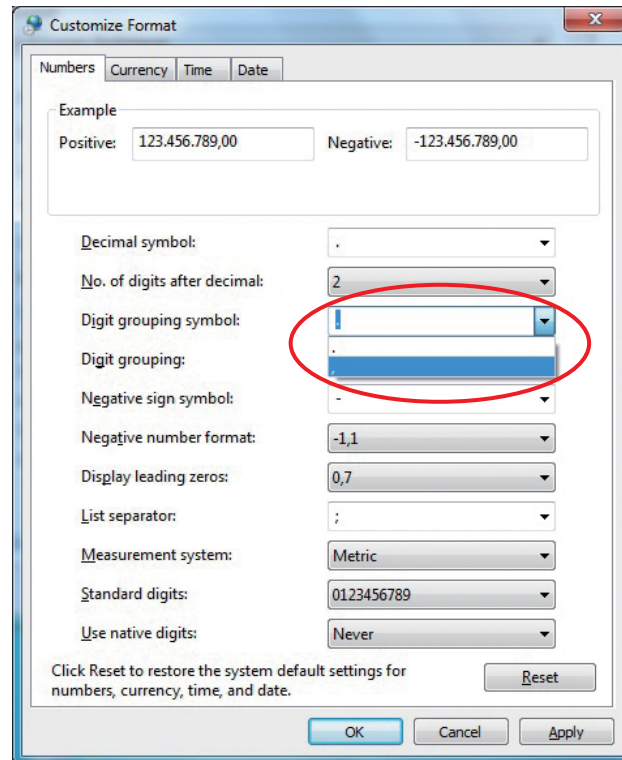 Customize Format
Numbers Currency Time Date
Example
Positive: 123.456.789,00 Negative: -123.456.789,00
Decimal symbol: .
No. of digits after decimal: 2
Digit grouping symbol: .
.
Digit grouping: ,
Negative sign symbol: -
Negative number format: -1,1
Display leading zeros: 0,7
List separator: ;
Measurement system: Metric
Standard digits: 0123456789
Use native digits: Never
Click Reset to restore the system default settings for
numbers, currency, time, and date. Reset
OK Cancel Apply